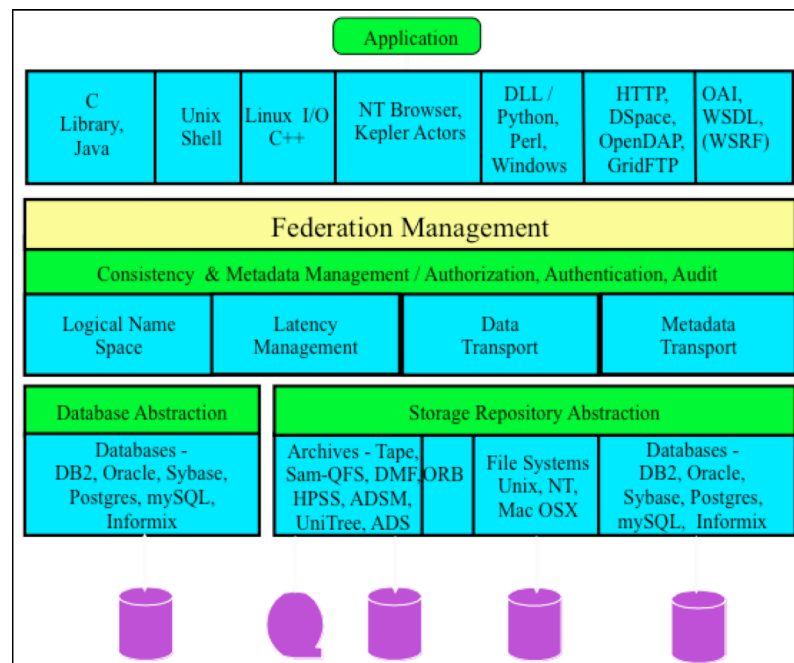 Application
C
Library,
Java
Unix
Shell
Linux I/O
C++
NT Browser,
Kepler Actors
DLL /
Python,
Perl,
Windows
HTTP,
DSpace,
OpenDAP,
GridFTP
OAI,
WSDL,
(WSRF)
Federation Management
Consistency & Metadata Management / Authorization, Authentication, Audit
Logical Name
Space
Latency
Management
Data
Transport
Metadata
Transport
Database Abstraction
Storage Repository Abstraction
Databases -
DB2, Oracle, Sybase,
Postgres, mySQL,
Informix
Archives - Tape,
Sam-QFS, DMF,
HPSS, ADSM,
UniTree, ADS
ORB
File Systems
Unix, NT,
Mac OSX
Databases -
DB2, Oracle,
Sybase, Postgres,
mySQL, Informix